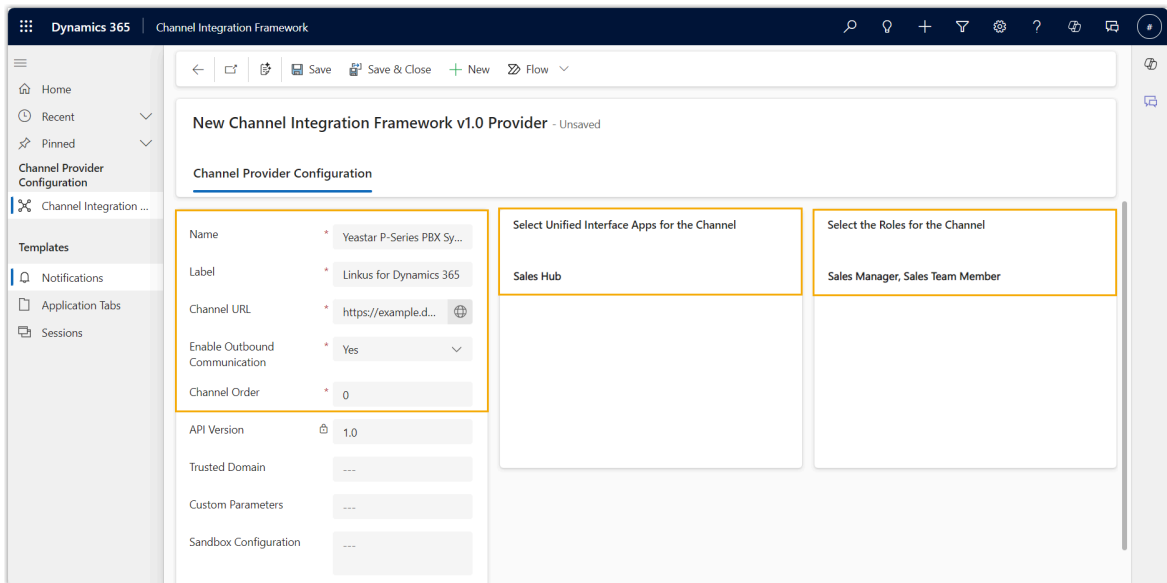 Dynamics 365
Channel Integration Framework
?
#
Home
Recent
Pinned
Channel Provider
Configuration
Channel Integration ...
Templates
Notifications
Application Tabs
Sessions
Save
Save & Close
New
Flow
New Channel Integration Framework v1.0 Provider - Unsaved
Channel Provider Configuration
Name * Yeastar P-Series PBX Sy...
Label * Linkus for Dynamics 365
Channel URL * https://example.d...
Enable Outbound
Communication * Yes
Channel Order * 0
API Version 1.0
Trusted Domain ---
Custom Parameters ---
Sandbox Configuration ---
Select Unified Interface Apps for the Channel
Sales Hub
Select the Roles for the Channel
Sales Manager, Sales Team Member